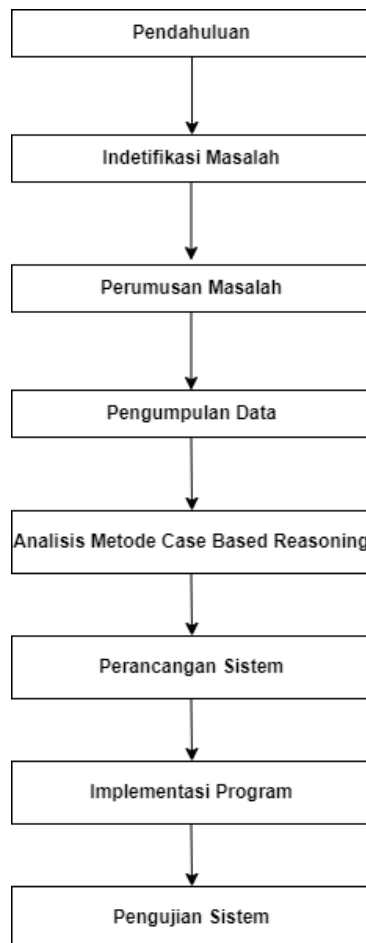 Pendahuluan
Indetifikasi Masalah
Perumusan Masalah
Pengumpulan Data
Analisis Metode Case Based Reasoning
Perancangan Sistem
Implementasi Program
Pengujian Sistem